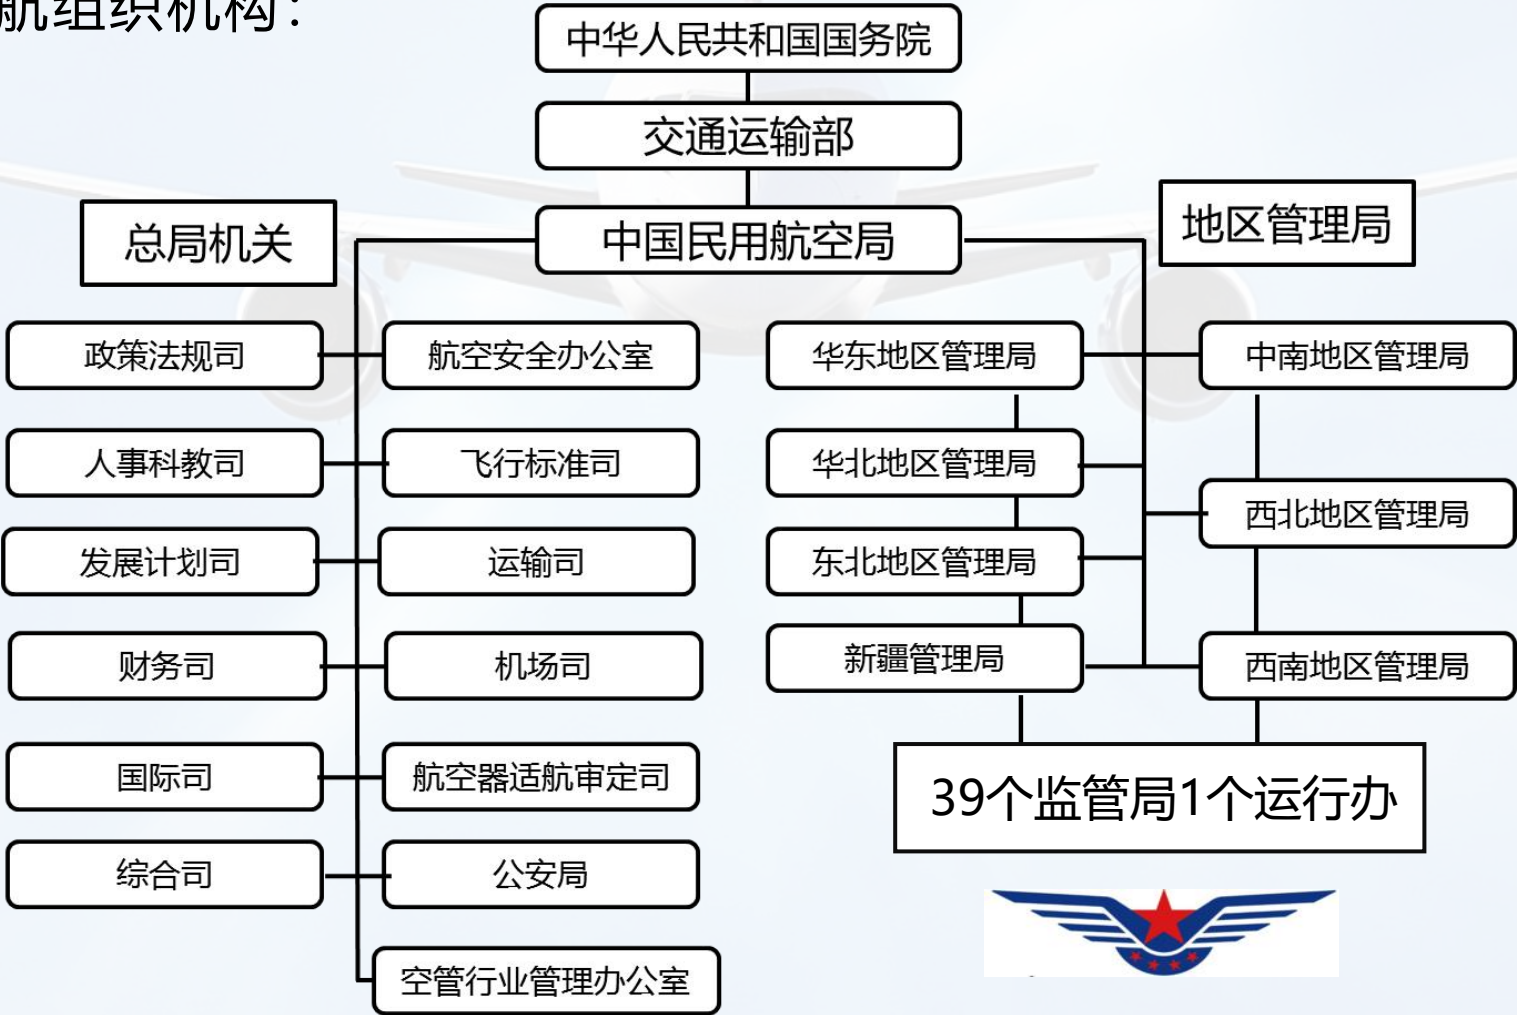 航组织机构：
中华人民共和国国务院
交通运输部
中国民用航空局
总局机关
地区管理局
政策法规司
航空安全办公室
华东地区管理局
中南地区管理局
人事科教司
飞行标准司
华北地区管理局
西北地区管理局
发展计划司
运输司
东北地区管理局
财务司
机场司
新疆管理局
西南地区管理局
国际司
航空器适航审定司
39个监管局1个运行办
综合司
公安局
空管行业管理办公室